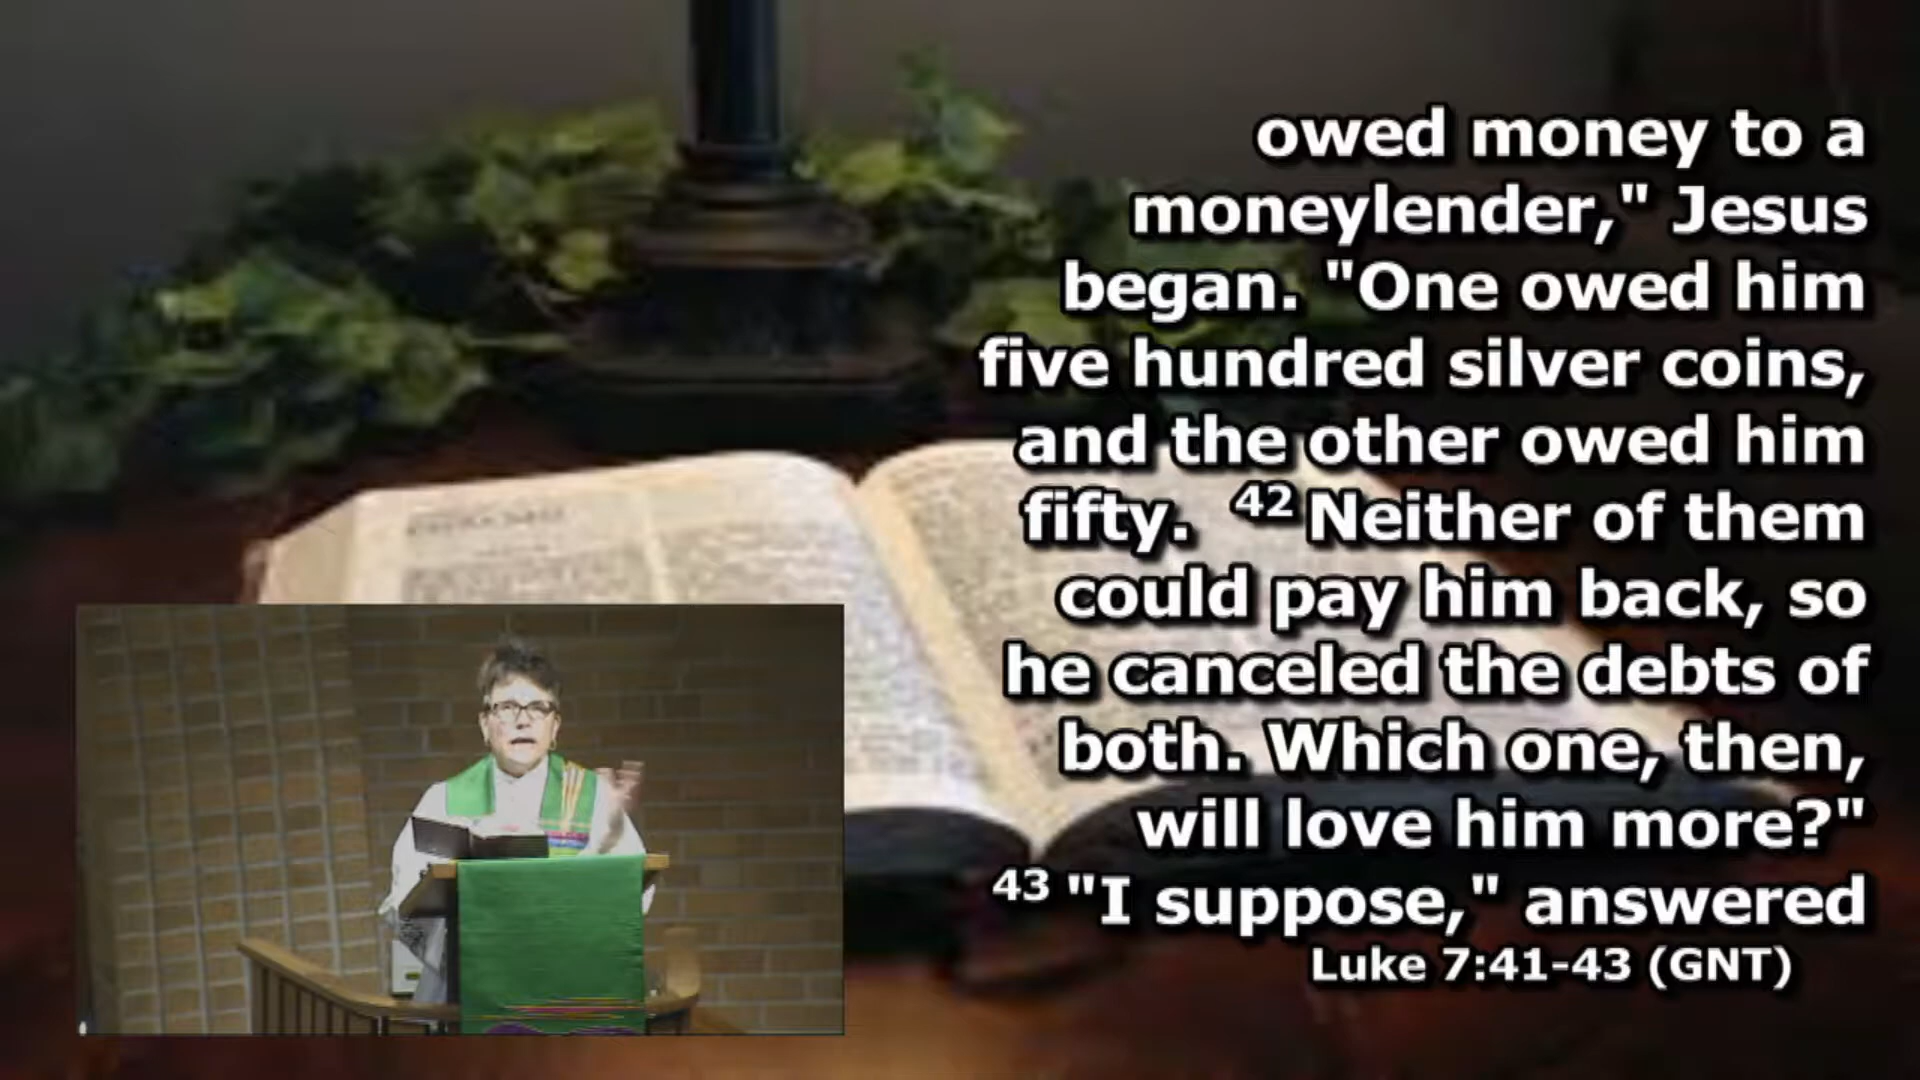 owed money to a
moneylender," Jesus
began. "One owed him
five hundred silver coins,
and the other owed him
fifty. 42 Neither of them
could pay him back, so
he canceled the debts of
both. Which one, then,
will love him more?"
43 "I suppose," answered
Luke 7:41-43 (GNT)